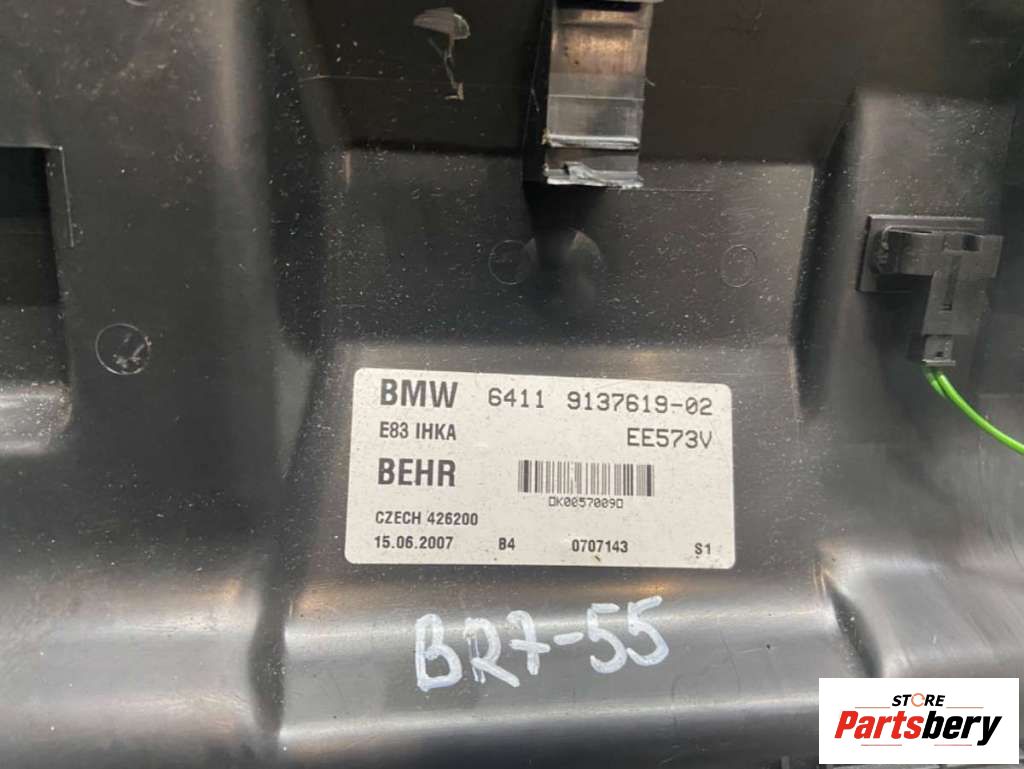 BMW 6411 9137619-02
E83 IHKA EE573V
BEHR
K0057009
CZECH 426200
15.06.2007 B4 0707143 S1
BR7-55
STORE
Partsbery